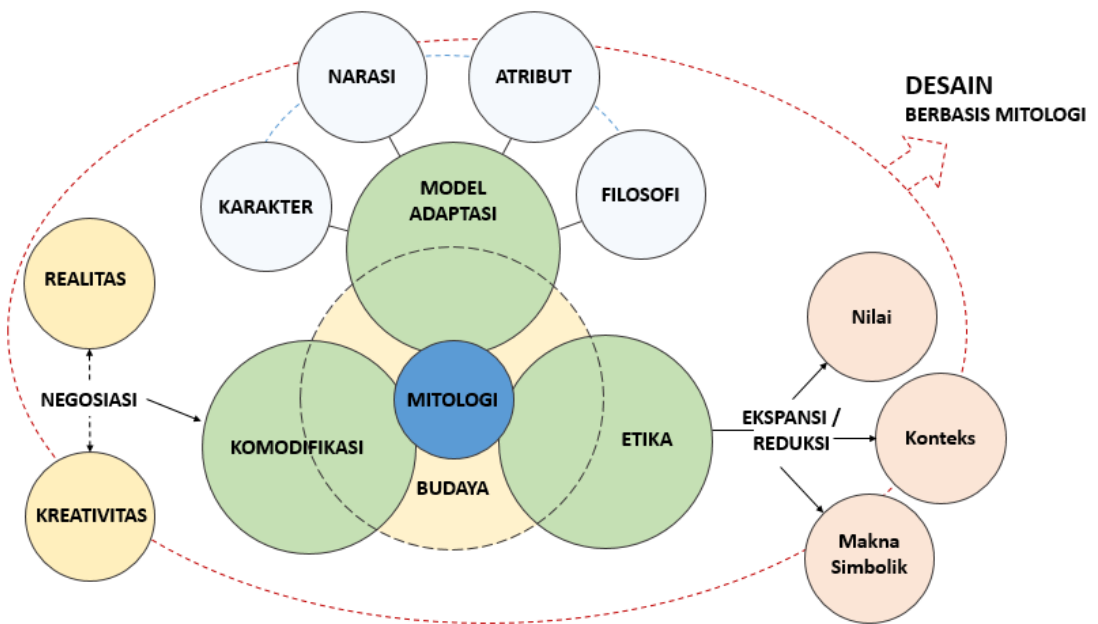 NARASI
ATRIBUT
DESAIN
BERBASIS MITOLOGI
KARAKTER
MODEL
ADAPTASI
FILOSOFI
REALITAS
Nilai
NEGOSIASI
MITOLOGI
EKSPANSI /
REDUKSI
KOMODIFIKASI
ETIKA
Konteks
BUDAYA
KREATIVITAS
Makna
Simbolik